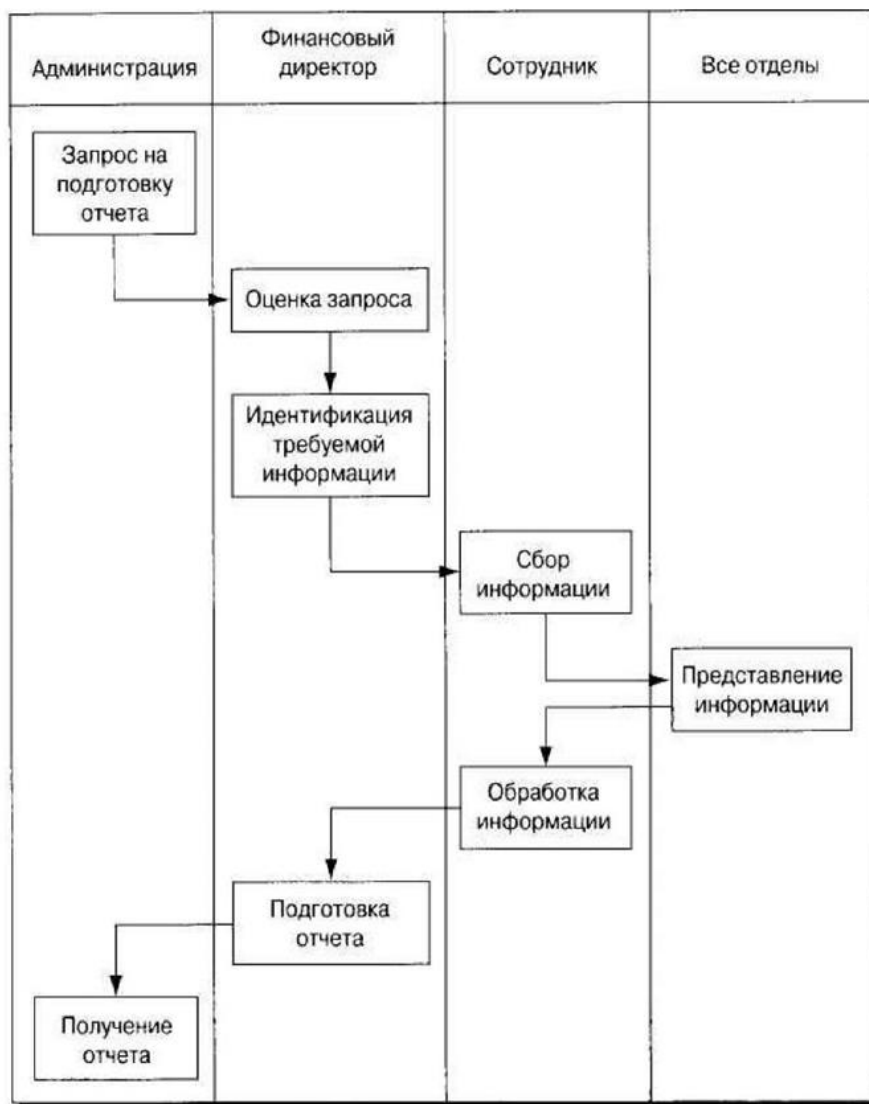 Администрация
Финансовый
директор
Сотрудник
Все отделы
Запрос на
подготовку
отчета
Оценка запроса
Идентификация
требуемой
информации
Сбор
информации
Представление
информации
Обработка
информации
Подготовка
отчета
Получение
отчета